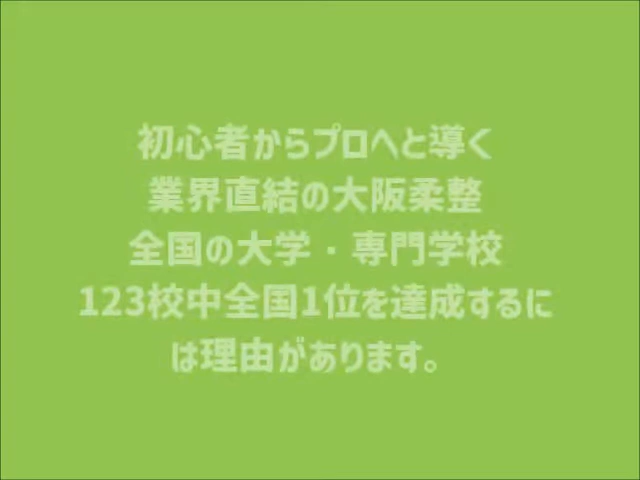 初心者からプロへと導く
業界直結の大阪柔整
全国の大学・専門学校
123校中全国1位を達成するに
は理由があります。